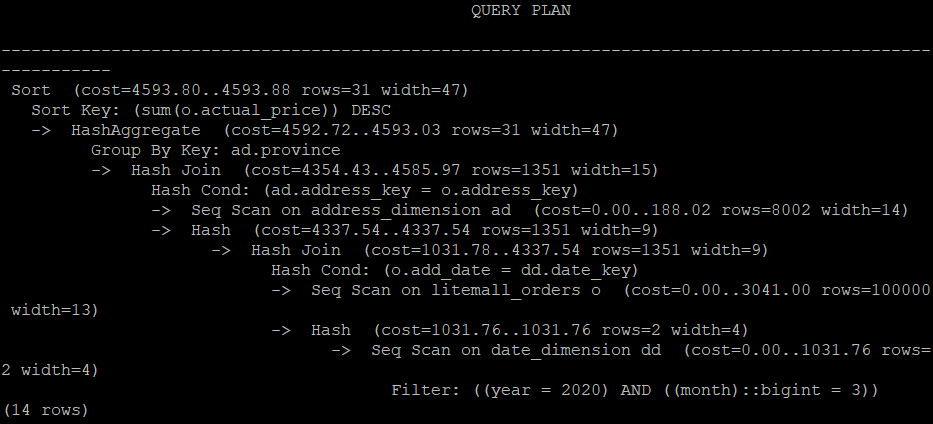 QUERY PLAN

---------------------------------------------------------------------------------------------
-----------
 Sort  (cost=4593.80..4593.88 rows=31 width=47)
   Sort Key: (sum(o.actual_price)) DESC
   ->  HashAggregate  (cost=4592.72..4593.03 rows=31 width=47)
         Group By Key: ad.province
         ->  Hash Join  (cost=4354.43..4585.97 rows=1351 width=15)
               Hash Cond: (ad.address_key = o.address_key)
               ->  Seq Scan on address_dimension ad  (cost=0.00..188.02 rows=8002 width=14)
               ->  Hash  (cost=4337.54..4337.54 rows=1351 width=9)
                     ->  Hash Join  (cost=1031.78..4337.54 rows=1351 width=9)
                           Hash Cond: (o.add_date = dd.date_key)
                           ->  Seq Scan on litemall_orders o  (cost=0.00..3041.00 rows=100000
 width=13)
                           ->  Hash  (cost=1031.76..1031.76 rows=2 width=4)
                                 ->  Seq Scan on date_dimension dd  (cost=0.00..1031.76 rows=
2 width=4)
                                       Filter: ((year = 2020) AND ((month)::bigint = 3))
(14 rows)